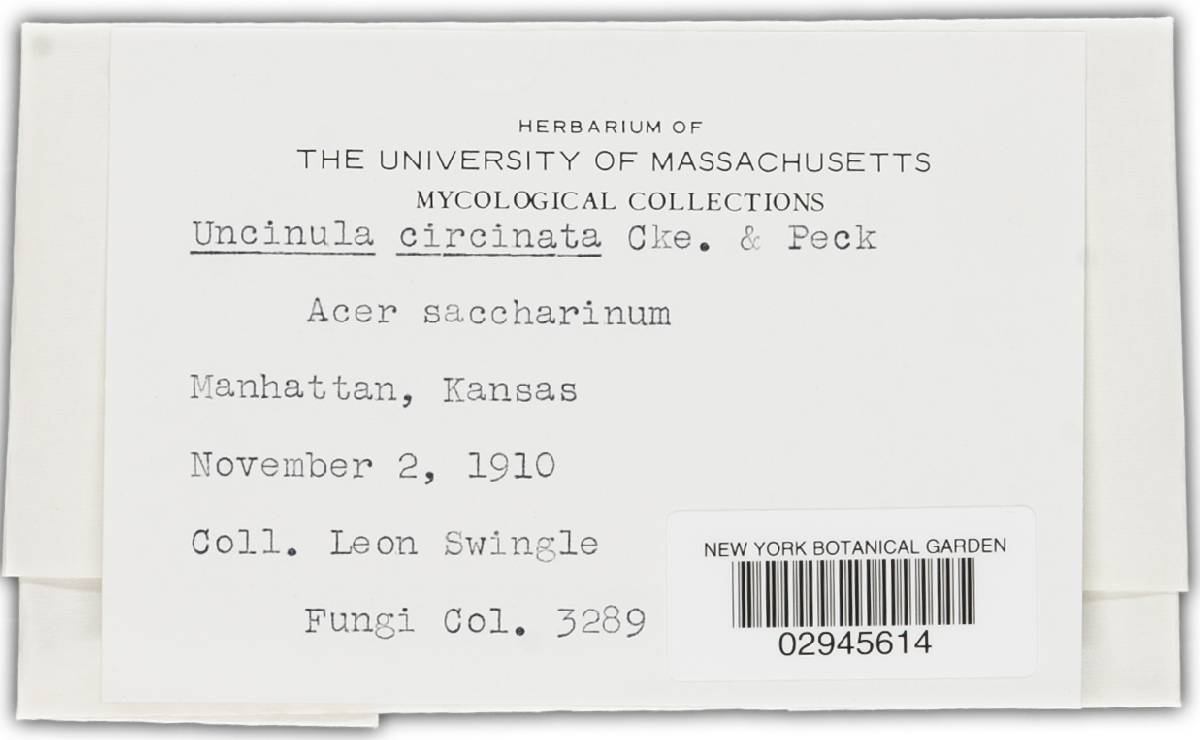 HERBARIUM OF
THE UNIVERSITY OF MASSACHUSETTS
MYCOLOGICAL COLLECTIONS
Uncinula circinata Cke. & Peck
Acer saccharinum
Manhattan, Kansas
November 2, 1910
Coll. Leon Swingle
Fungi Col. 3289
NEW YORK BOTANICAL GARDEN
02945614